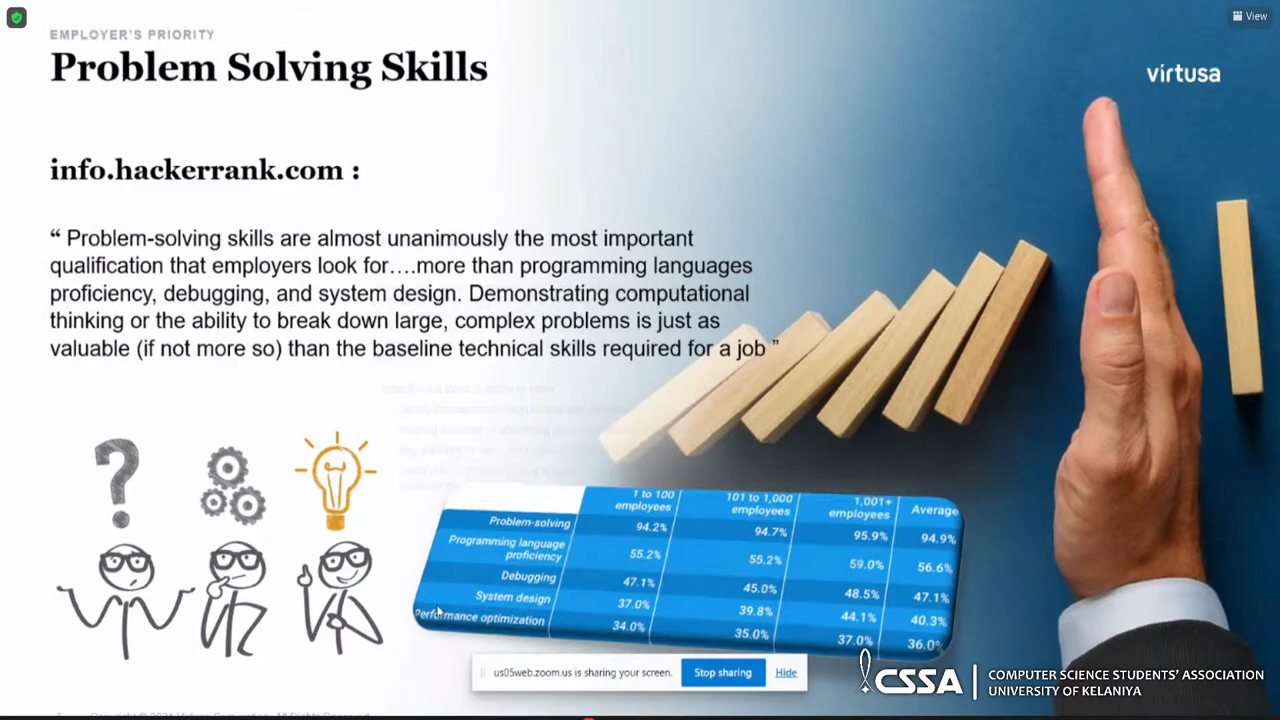 View
EMPLOYER'S PRIORITY
Problem Solving Skills
virtusa
info.hackerrank.com :
“ Problem-solving skills are almost unanimously the most important
qualification that employers look for….more than programming languages
proficiency, debugging, and system design. Demonstrating computational
thinking or the ability to break down large, complex problems is just as
valuable (if not more so) than the baseline technical skills required for a job ”
1 to 100 employees 101 to 1,000 employees 1,001+ employees Average
Problem-solving 94.2% 94.7% 95.9% 94.9%
Programming language proficiency 55.2% 55.2% 59.0% 56.6%
Debugging 47.1% 45.0% 48.5% 47.1%
System design 37.0% 39.8% 44.1% 40.3%
Performance optimization 34.0% 35.0% 37.0% 36.0%
us05web.zoom.us is sharing your screen. Stop sharing Hide
CSSA
COMPUTER SCIENCE STUDENTS' ASSOCIATION
UNIVERSITY OF KELANIYA